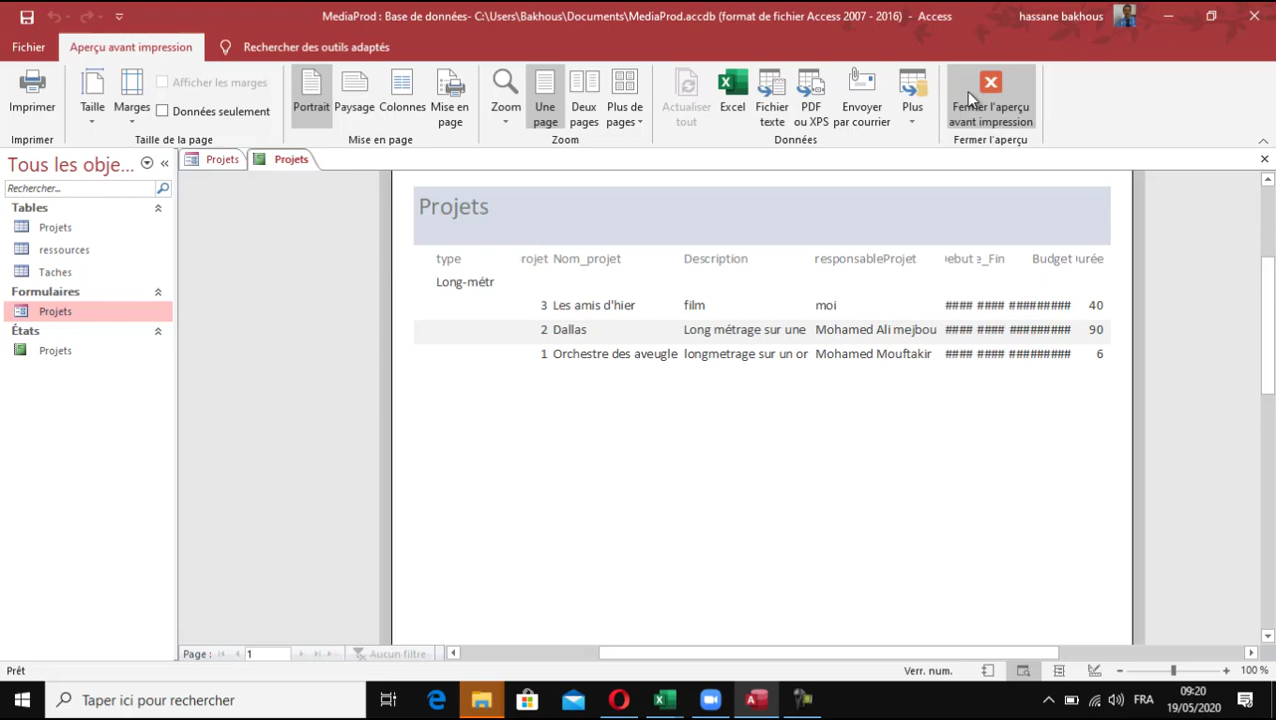 MediaProd : Base de données- C:\Users\Bakhous\Documents\MediaProd.accdb (format de fichier Access 2007 - 2016) - Access
hassane bakhous
Fichier
Aperçu avant impression
Rechercher des outils adaptés
Imprimer
Taille
Marges
Afficher les marges
Données seulement
Portrait
Paysage
Colonnes
Mise en page
Zoom
Une page
Deux pages
Plus de pages
Actualiser tout
Excel
Fichier texte
PDF ou XPS
Envoyer par courrier
Plus
Fermer l'aperçu avant impression
Imprimer
Taille de la page
Mise en page
Zoom
Données
Fermer l'aperçu
Tous les obje...
Rechercher...
Tables
Projets
ressources
Taches
Formulaires
Projets
États
Projets
Projets
Projets
Projets
type rojet Nom_projet Description responsableProjet Debut e_Fin Budget urée
Long-métr
3 Les amis d'hier film moi #### #### ######### 40
2 Dallas Long métrage sur une Mohamed Ali mejbou #### #### ######### 90
1 Orchestre des aveugle longmetrage sur un or Mohamed Mouftakir #### #### ######### 6
Page : 1
Aucun filtre
Prêt
Verr. num.
100 %
Taper ici pour rechercher
FRA
09:20
19/05/2020